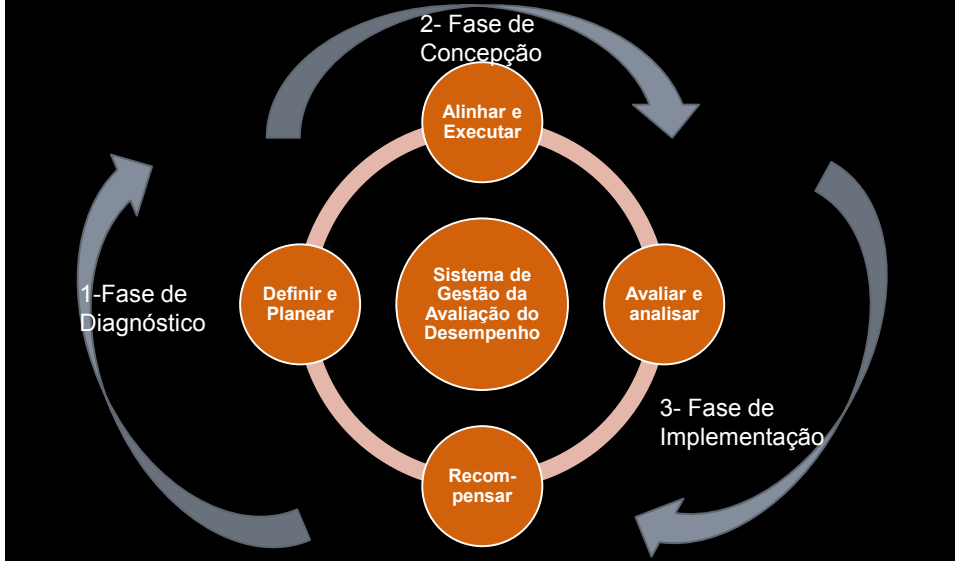 2- Fase de
Concepção
Alinhar e
Executar
1-Fase de
Diagnóstico
Definir e
Planear
Sistema de
Gestão da
Avaliação do
Desempenho
Avaliar e
analisar
3- Fase de
Implementação
Recom-
pensar